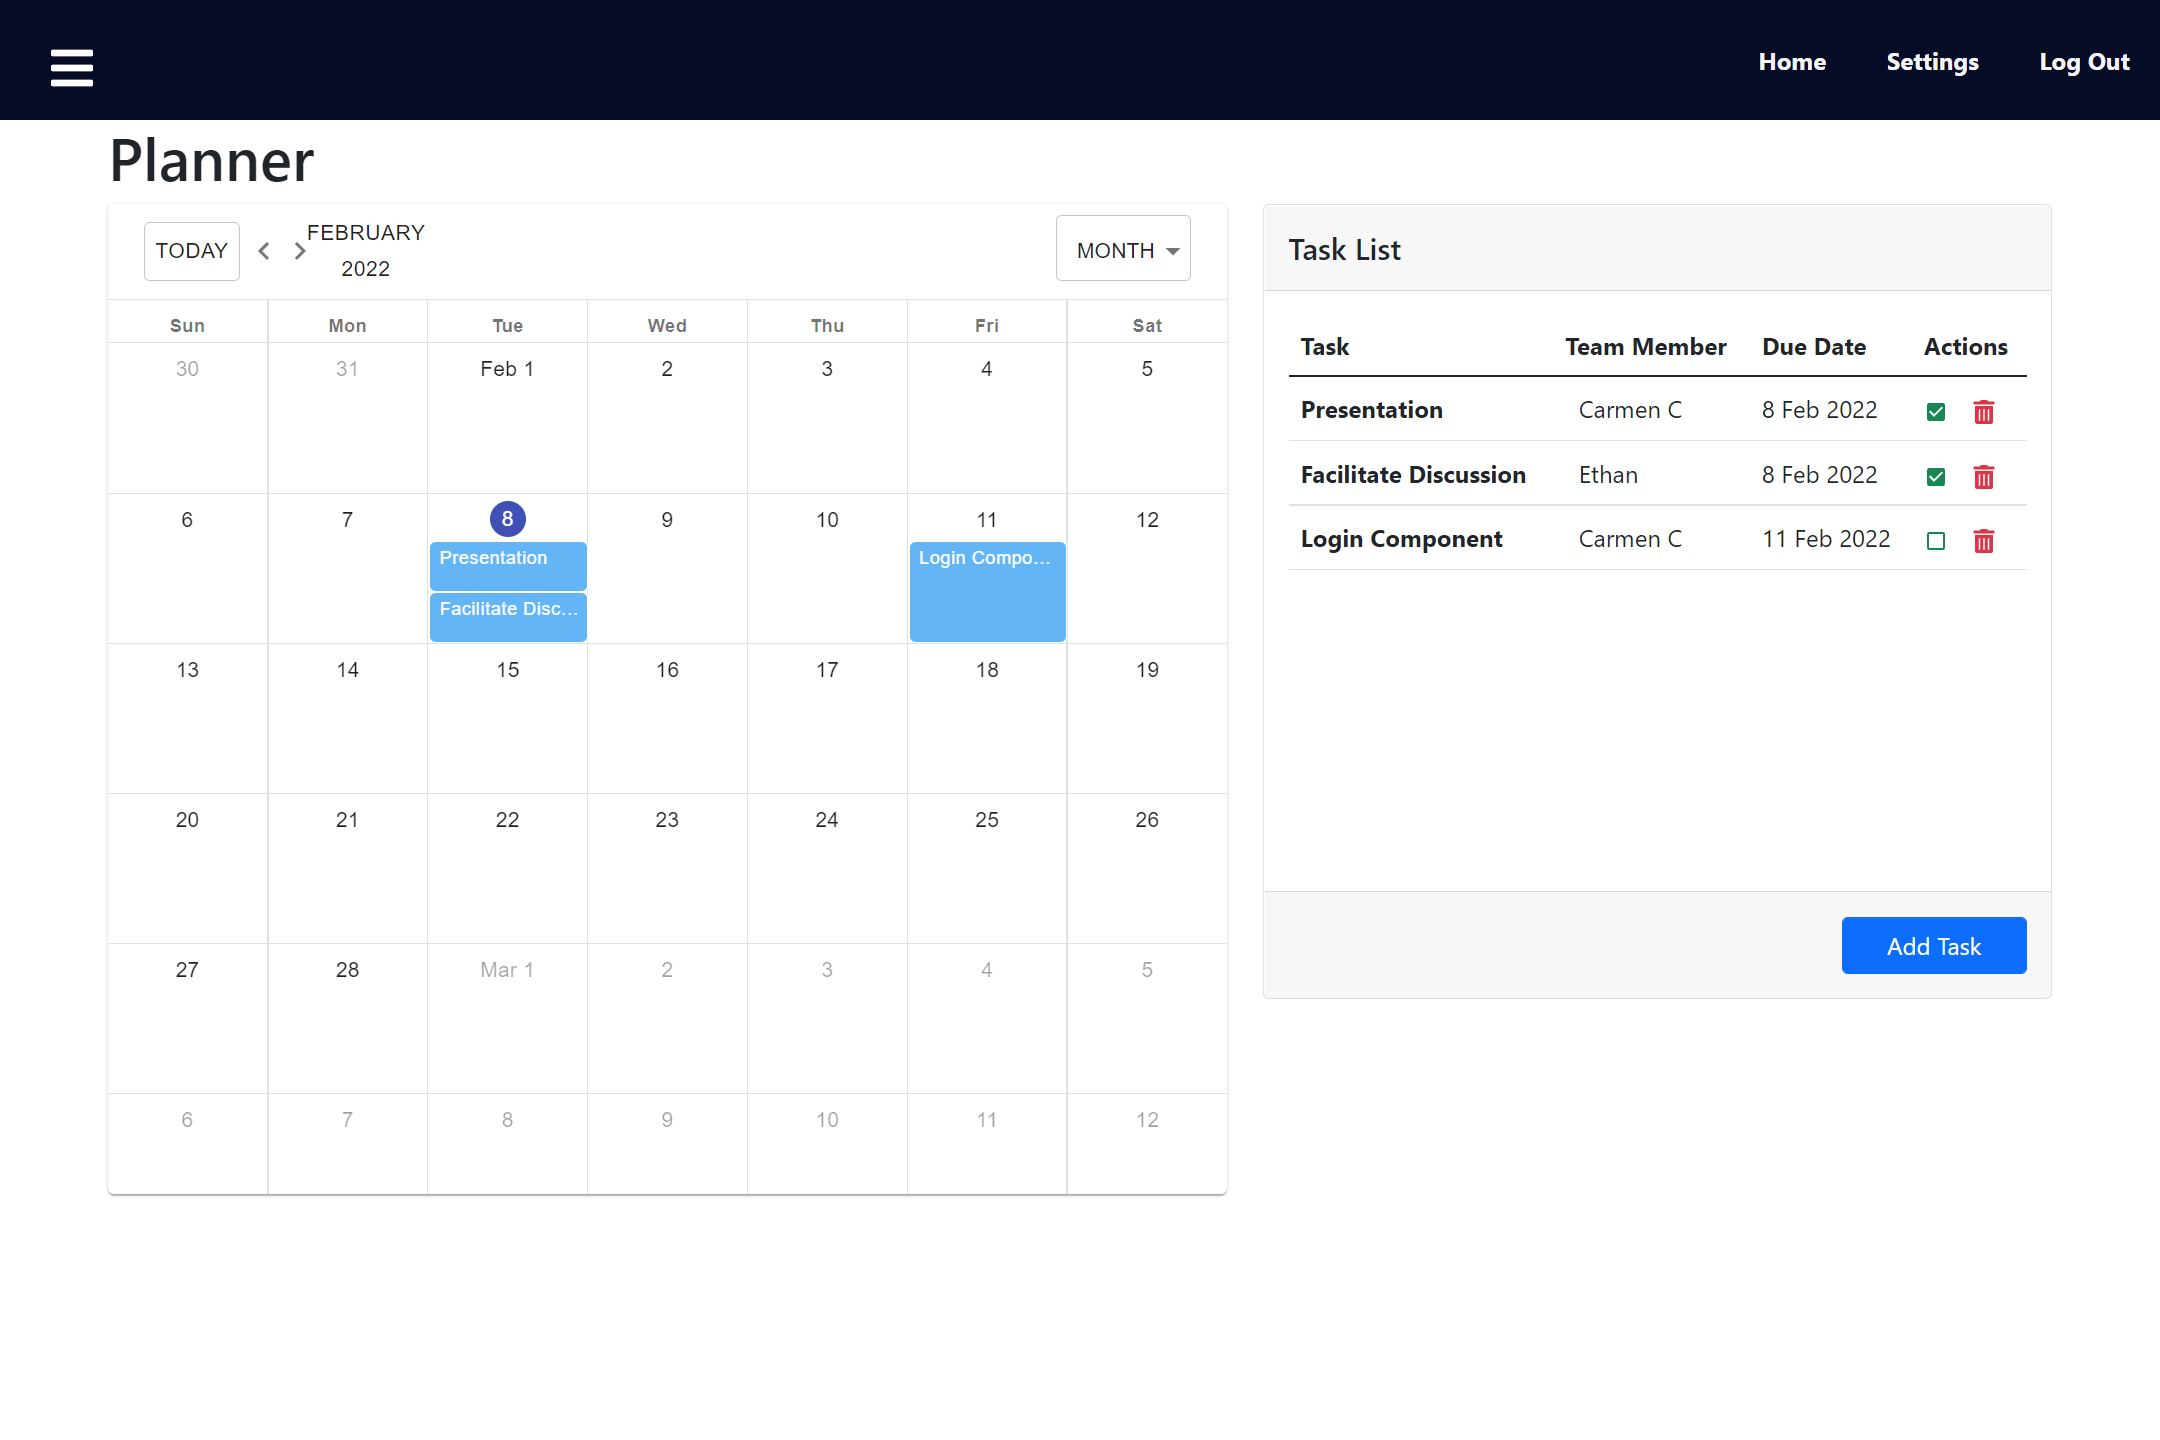 Home Settings Log Out
Planner
TODAY
FEBRUARY
2022
MONTH
Sun Mon Tue Wed Thu Fri Sat
30 31 Feb 1 2 3 4 5
6 7 8 9 10 11 12
Presentation
Login Compo…
Facilitate Disc…
13 14 15 16 17 18 19
20 21 22 23 24 25 26
27 28 Mar 1 2 3 4 5
6 7 8 9 10 11 12
Task List
Task Team Member Due Date Actions
Presentation Carmen C 8 Feb 2022
Facilitate Discussion Ethan 8 Feb 2022
Login Component Carmen C 11 Feb 2022
Add Task